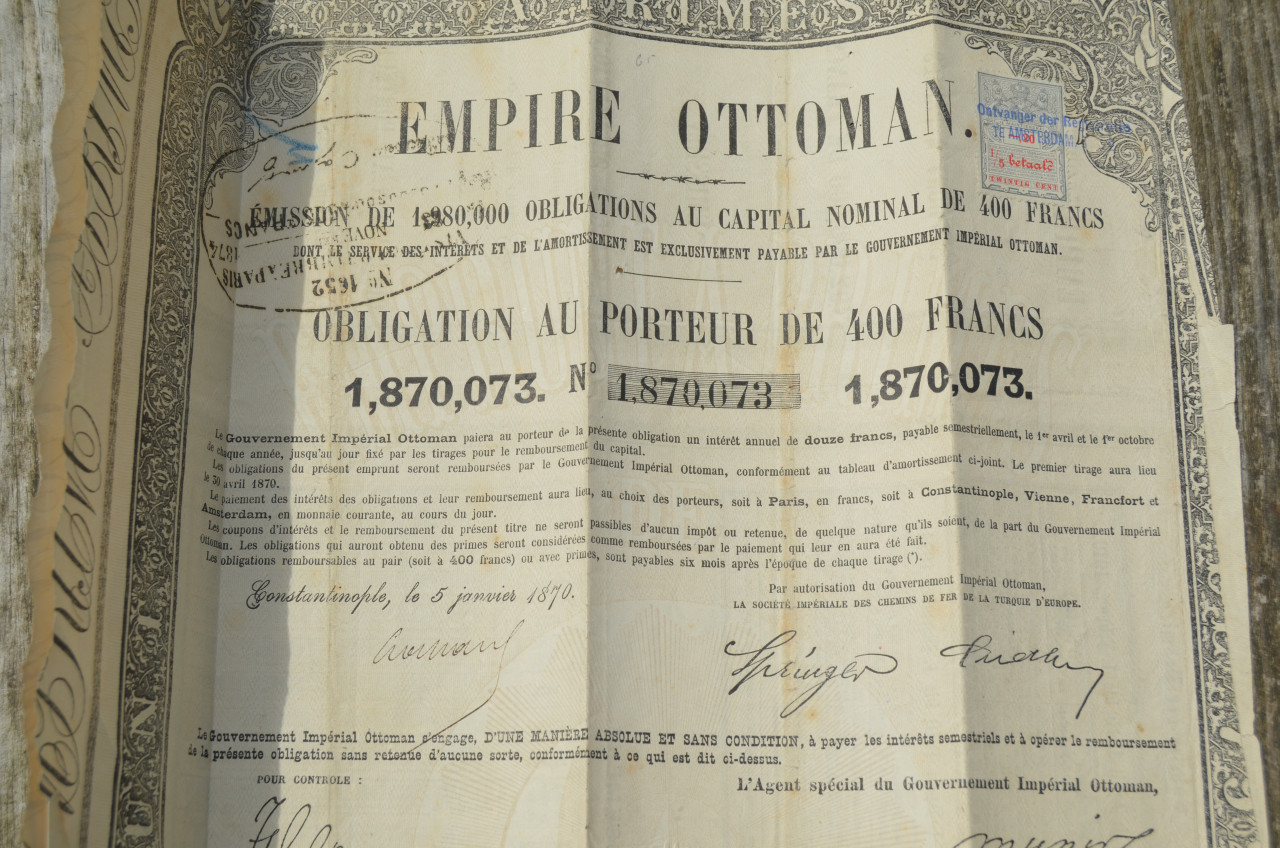 A PRIMES
EMPIRE OTTOMAN.
Ontvanger der
TE AMSTERDAM
20
1/5 betaald
TWINTIG CENT
ÉMISSION DE 1,980,000 OBLIGATIONS AU CAPITAL NOMINAL DE 400 FRANCS
DONT LE SERVICE DES INTÉRÊTS ET DE L'AMORTISSEMENT EST EXCLUSIVEMENT PAYABLE PAR LE GOUVERNEMENT IMPÉRIAL OTTOMAN.
Nº 1652
TIMBRE A PARIS
NOVE
1874
FRANCS
OBLIGATION AU PORTEUR DE 400 FRANCS
1,870,073. Nº 1,870,073 1,870,073.
Le Gouvernement Impérial Ottoman paiera au porteur de la présente obligation un intérêt annuel de douze francs, payable semestriellement, le 1er avril et le 1er octobre
de chaque année, jusqu'au jour fixé par les tirages pour le remboursement du capital.
Les obligations du présent emprunt seront remboursées par le Gouvernement Impérial Ottoman, conformément au tableau d'amortissement ci-joint. Le premier tirage aura lieu
le 30 avril 1870.
Le paiement des intérêts des obligations et leur remboursement aura lieu, au choix des porteurs, soit à Paris, en francs, soit à Constantinople, Vienne, Francfort et
Amsterdam, en monnaie courante, au cours du jour.
Les coupons d'intérêts et le remboursement du présent titre ne seront passibles d'aucun impôt ou retenue, de quelque nature qu'ils soient, de la part du Gouvernement Impérial
Ottoman. Les obligations qui auront obtenu des primes seront considérées comme remboursées par le paiement qui leur en aura été fait.
Les obligations remboursables au pair (soit à 400 francs) ou avec primes, sont payables six mois après l'époque de chaque tirage (*).
Constantinople, le 5 janvier 1870.
Par autorisation du Gouvernement Impérial Ottoman,
LA SOCIÉTÉ IMPÉRIALE DES CHEMINS DE FER DE LA TURQUIE D'EUROPE.
Springer
Le Gouvernement Impérial Ottoman s'engage, D'UNE MANIÈRE ABSOLUE ET SANS CONDITION, à payer les intérêts semestriels et à opérer le remboursement
de la présente obligation sans retenue d'aucune sorte, conformément à ce qui est dit ci-dessus.
POUR CONTROLE :
L'Agent spécial du Gouvernement Impérial Ottoman,